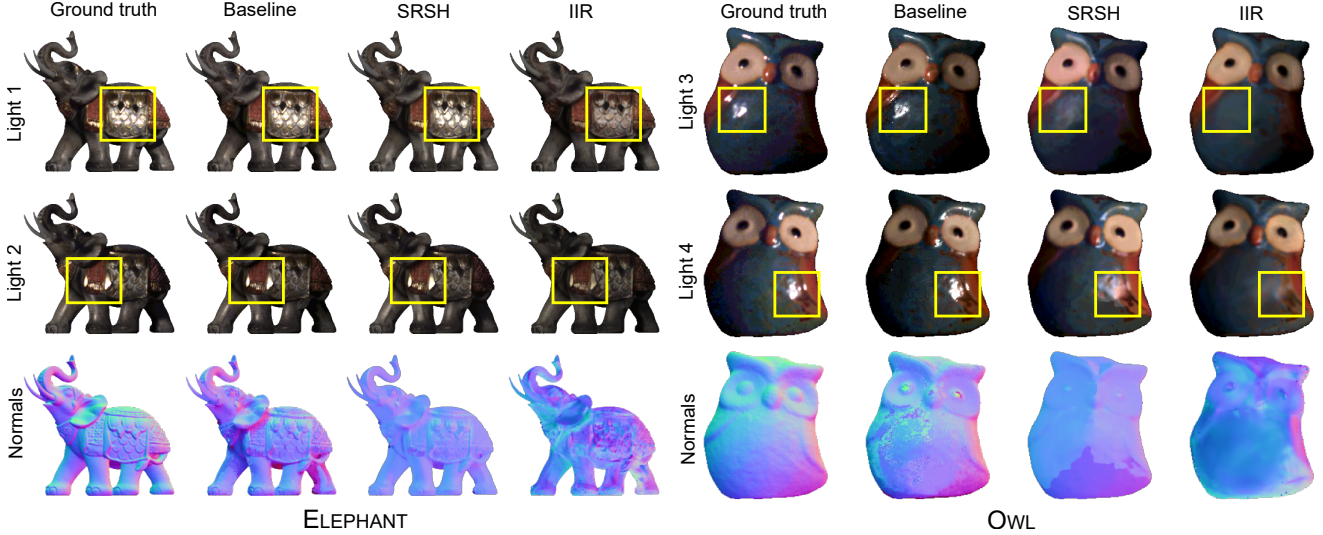 Ground truth Baseline SRSH IIR Ground truth Baseline SRSH IIR
Light 1 Light 3
Light 2 Light 4
Normals Normals
ELEPHANT OWL